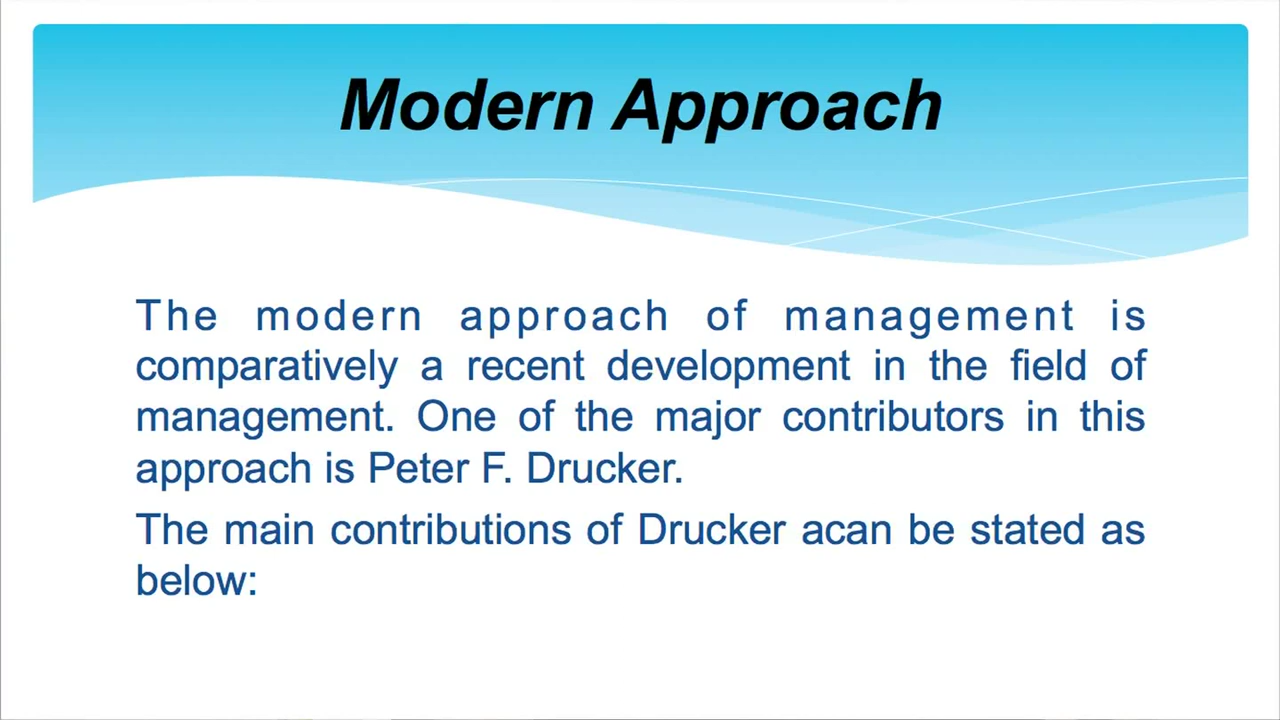 Modern Approach
The modern approach of management is
comparatively a recent development in the field of
management. One of the major contributors in this
approach is Peter F. Drucker.
The main contributions of Drucker acan be stated as
below: